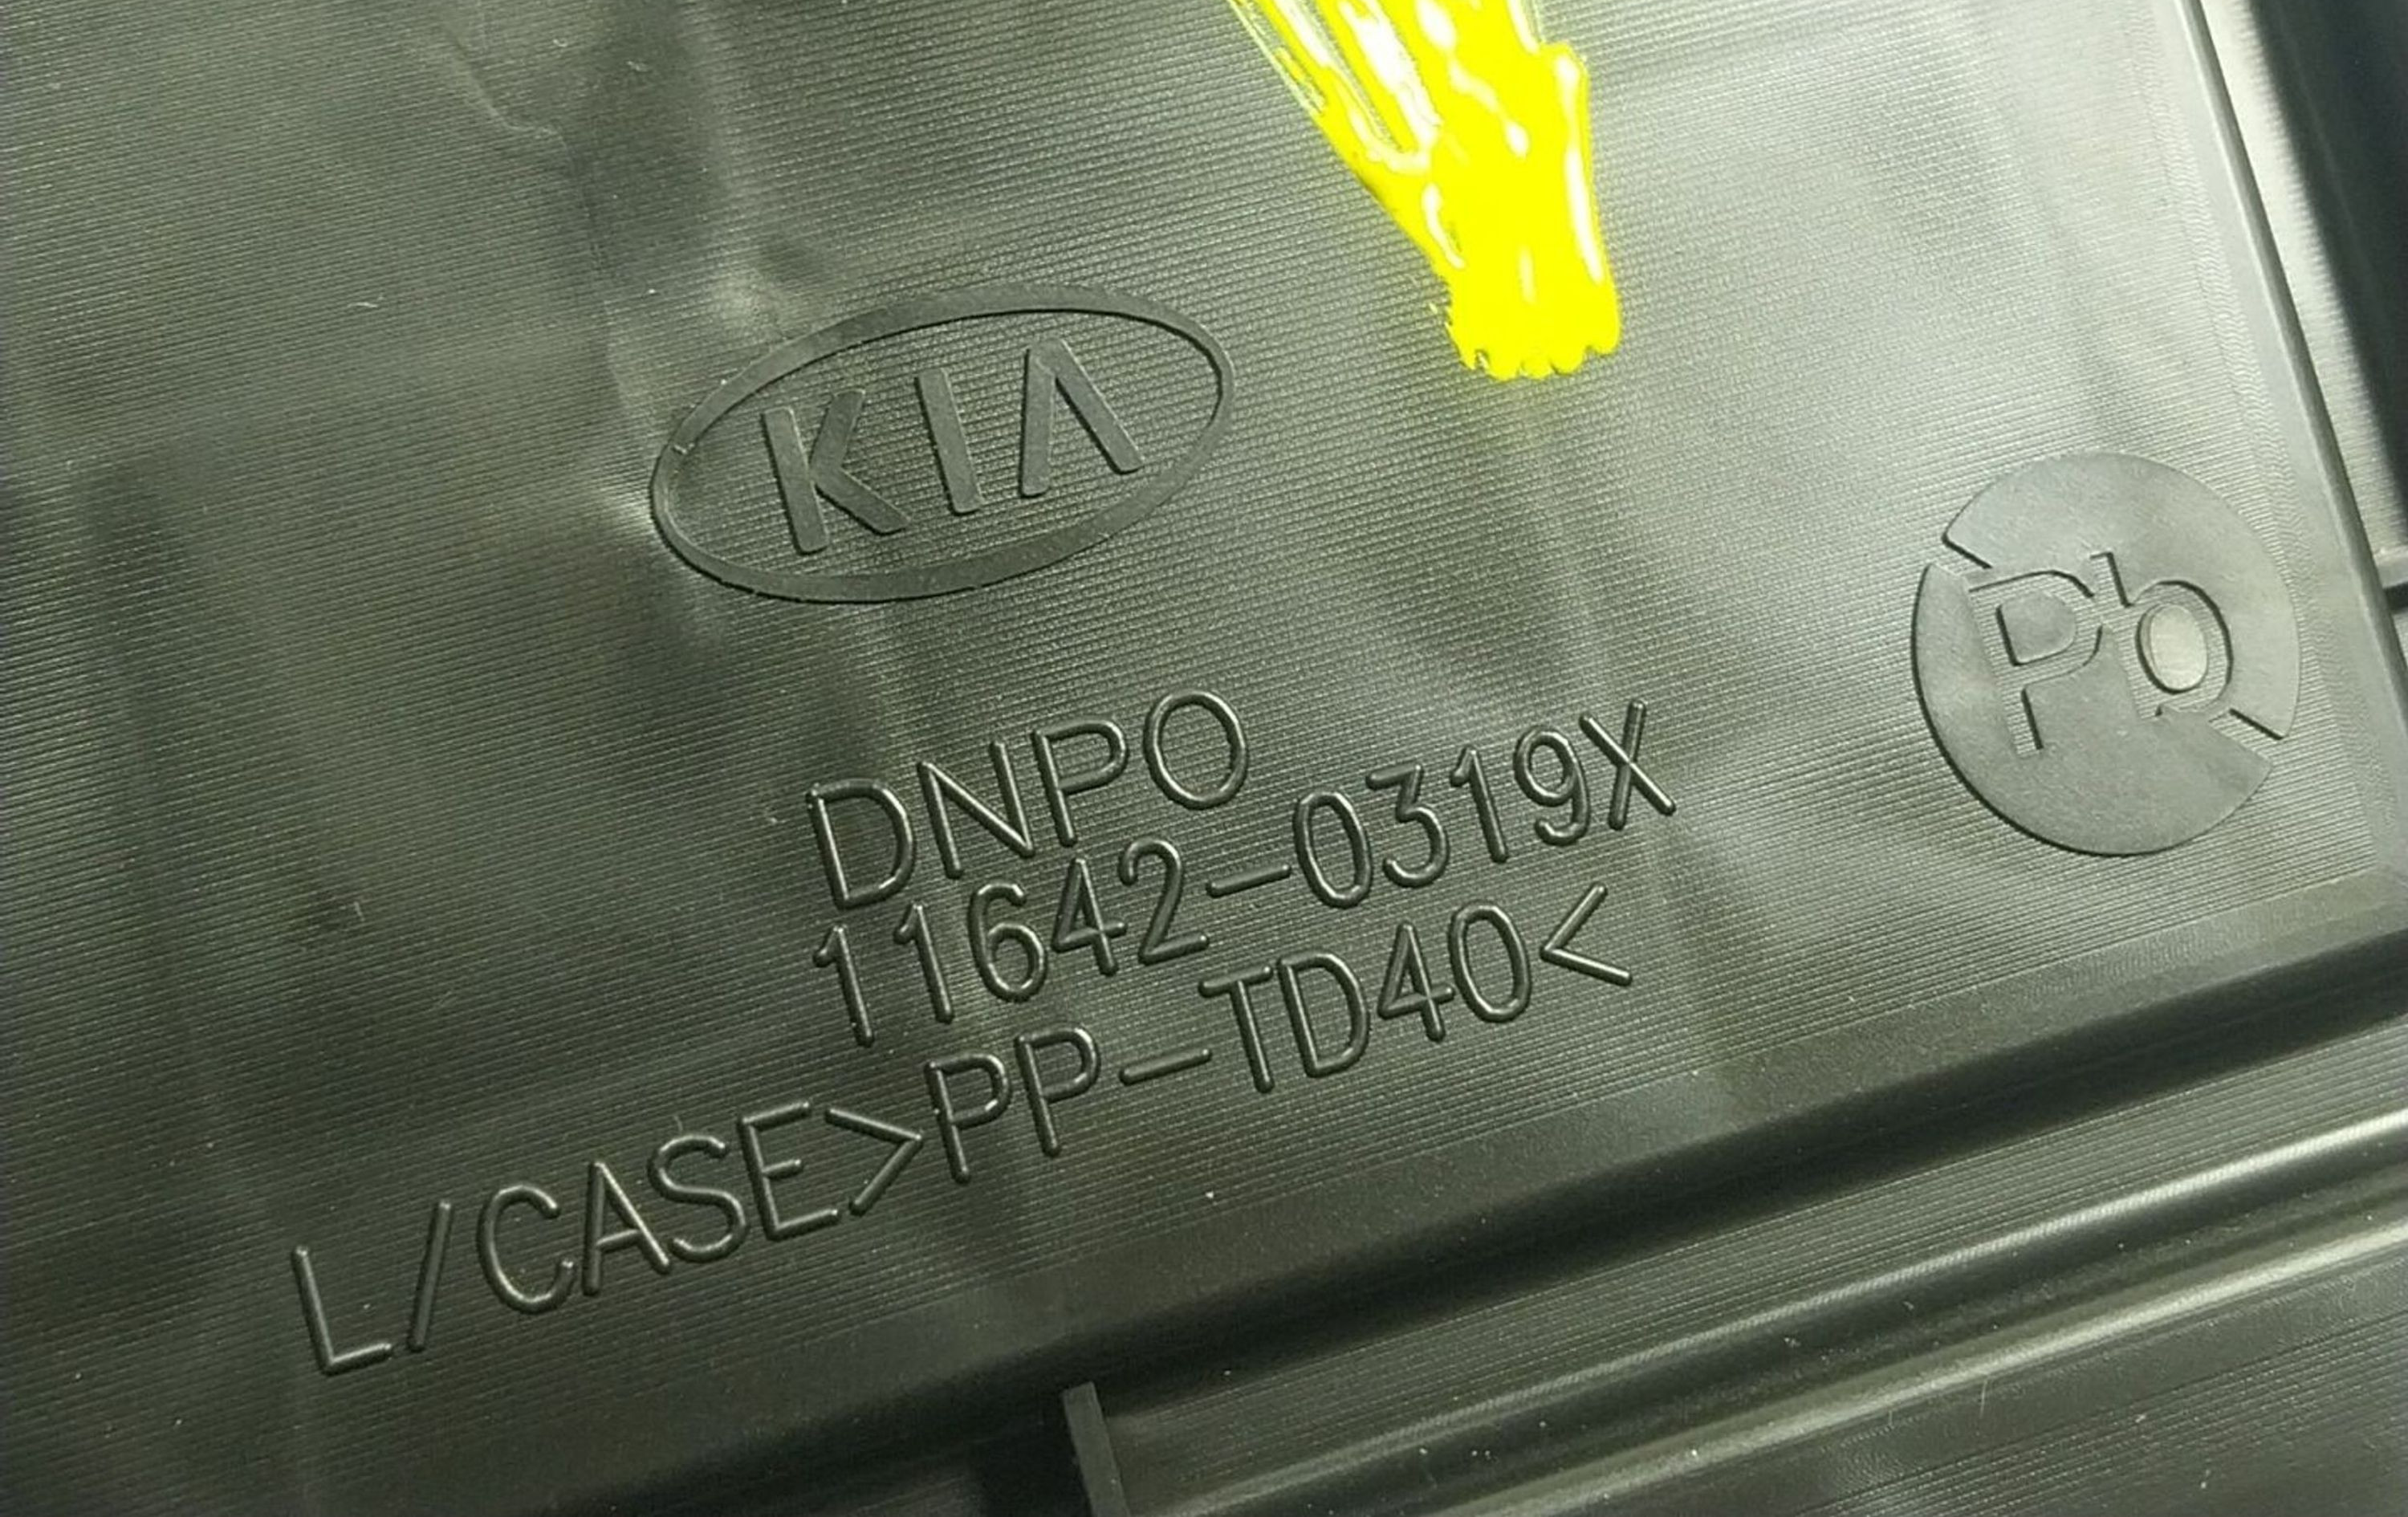 KIA
Pb
DNPO
11642-0319X
L/CASE>PP-TD40<